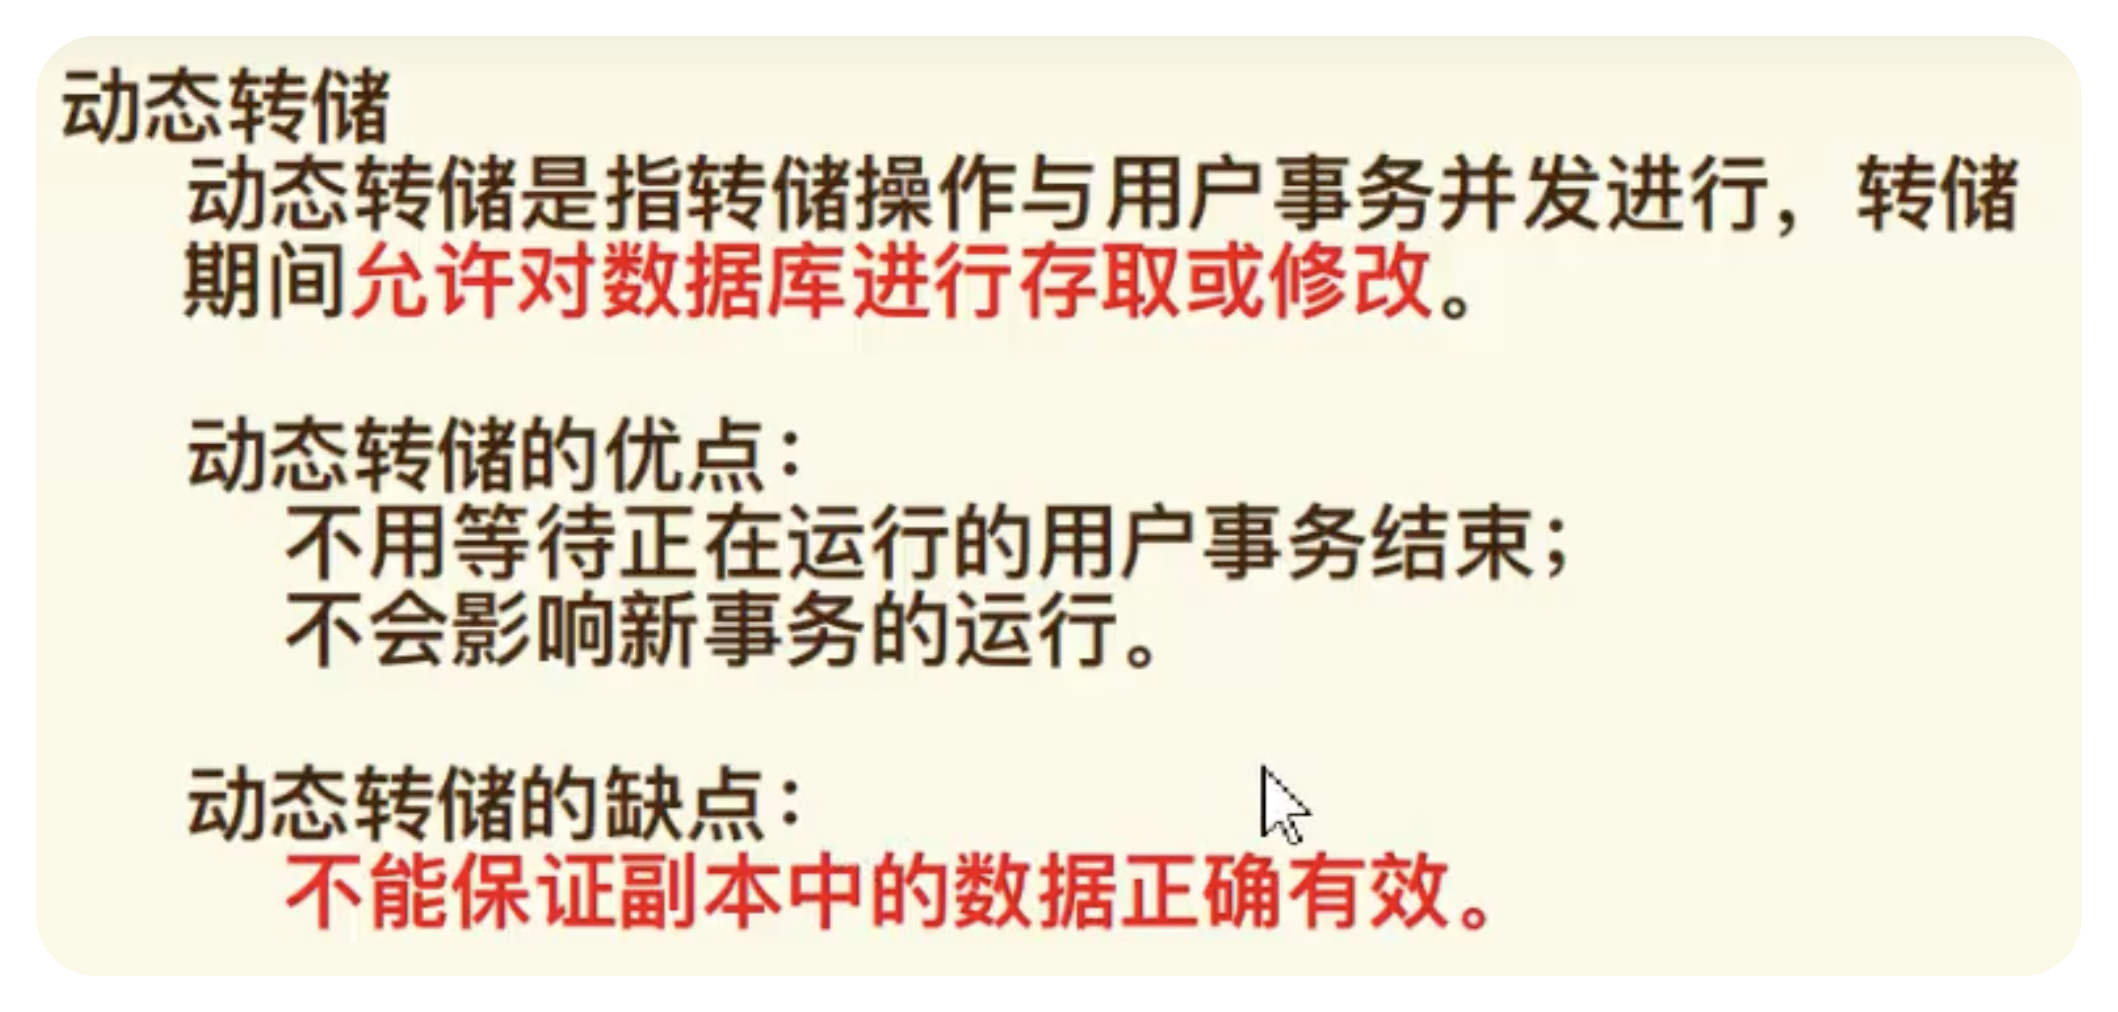 动态转储
动态转储是指转储操作与用户事务并发进行，转储
期间允许对数据库进行存取或修改。
动态转储的优点：
不用等待正在运行的用户事务结束；
不会影响新事务的运行。
动态转储的缺点：
不能保证副本中的数据正确有效。